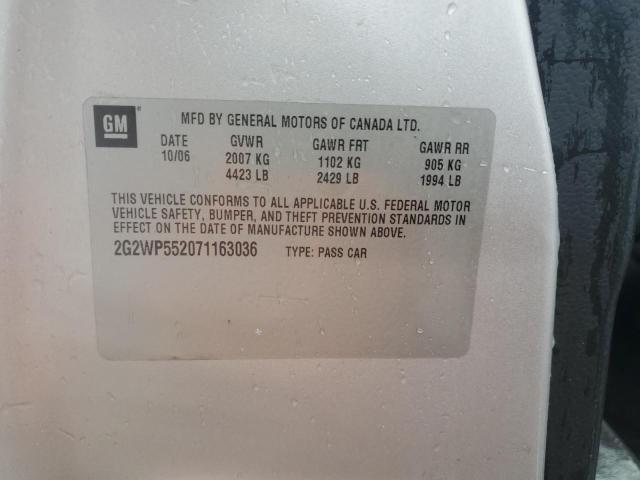 GM
MFD BY GENERAL MOTORS OF CANADA LTD.
DATE GVWR GAWR FRT GAWR RR
10/06 2007 KG 1102 KG 905 KG
4423 LB 2429 LB 1994 LB
THIS VEHICLE CONFORMS TO ALL APPLICABLE U.S. FEDERAL MOTOR
VEHICLE SAFETY, BUMPER, AND THEFT PREVENTION STANDARDS IN
EFFECT ON THE DATE OF MANUFACTURE SHOWN ABOVE.
2G2WP552071163036 TYPE: PASS CAR